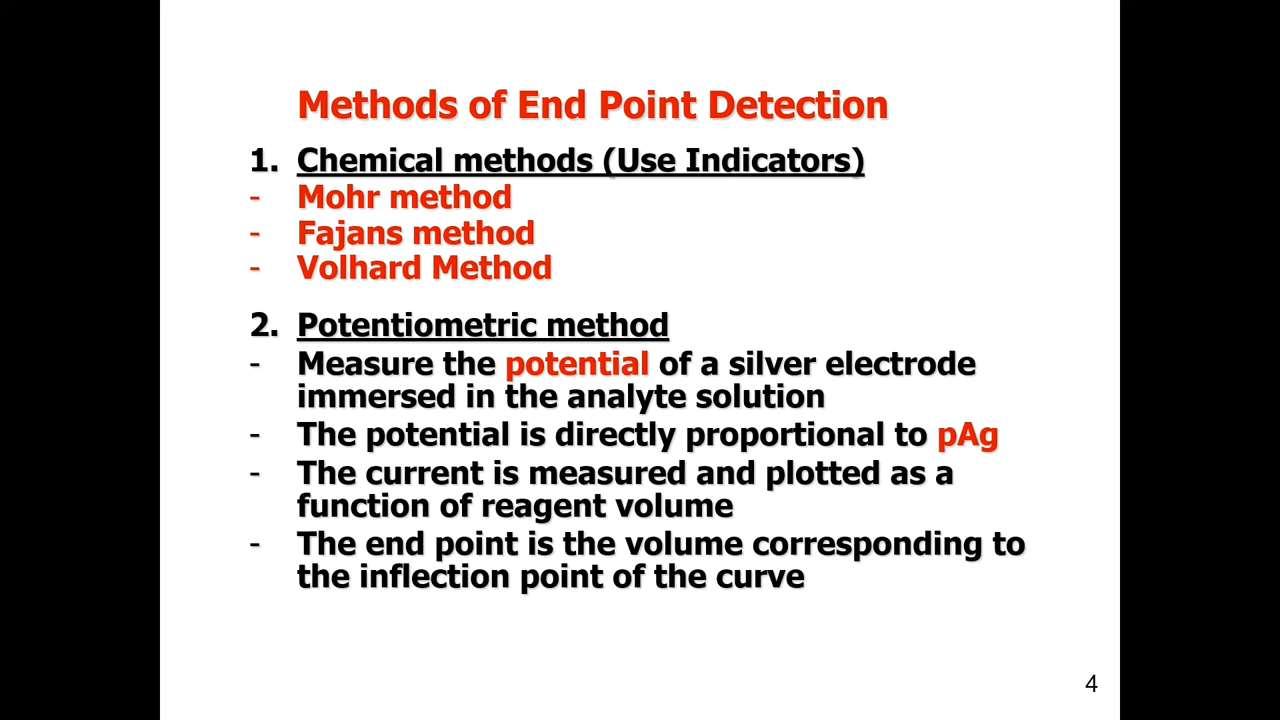 Methods of End Point Detection
1. Chemical methods (Use Indicators)
- Mohr method
- Fajans method
- Volhard Method
2. Potentiometric method
- Measure the potential of a silver electrode
immersed in the analyte solution
- The potential is directly proportional to pAg
- The current is measured and plotted as a
function of reagent volume
- The end point is the volume corresponding to
the inflection point of the curve
4